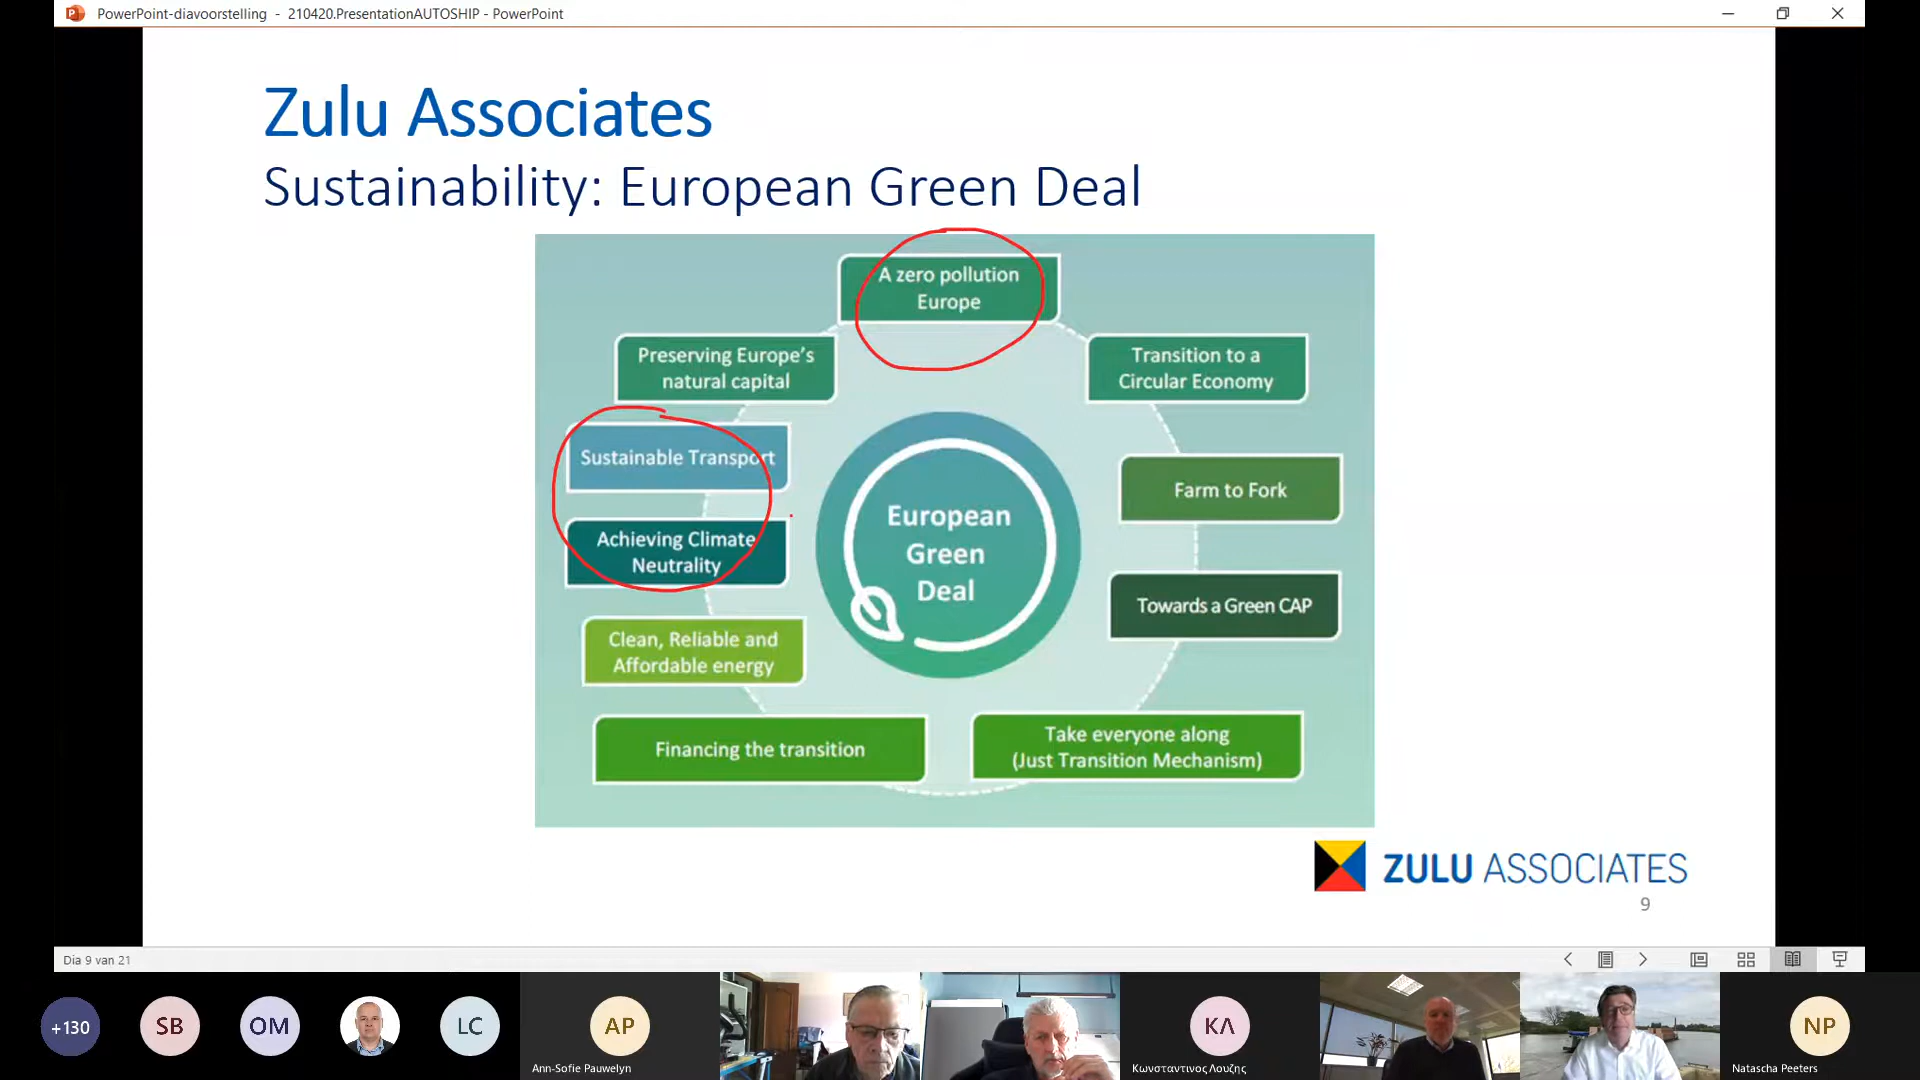 PowerPoint-diavoorstelling - 210420.PresentationAUTOSHIP - PowerPoint
Zulu Associates
Sustainability: European Green Deal
A zero pollution
Europe
Preserving Europe's
natural capital
Transition to a
Circular Economy
Sustainable Transport
Farm to Fork
Achieving Climate
Neutrality
European
Green
Deal
Towards a Green CAP
Clean, Reliable and
Affordable energy
Financing the transition
Take everyone along
(Just Transition Mechanism)
ZULU ASSOCIATES
9
Dia 9 van 21
+130
SB
OM
LC
AP
Ann-Sofie Pauwelyn
ΚΛ
Κωνσταντινος Λουζης
NP
Natascha Peeters